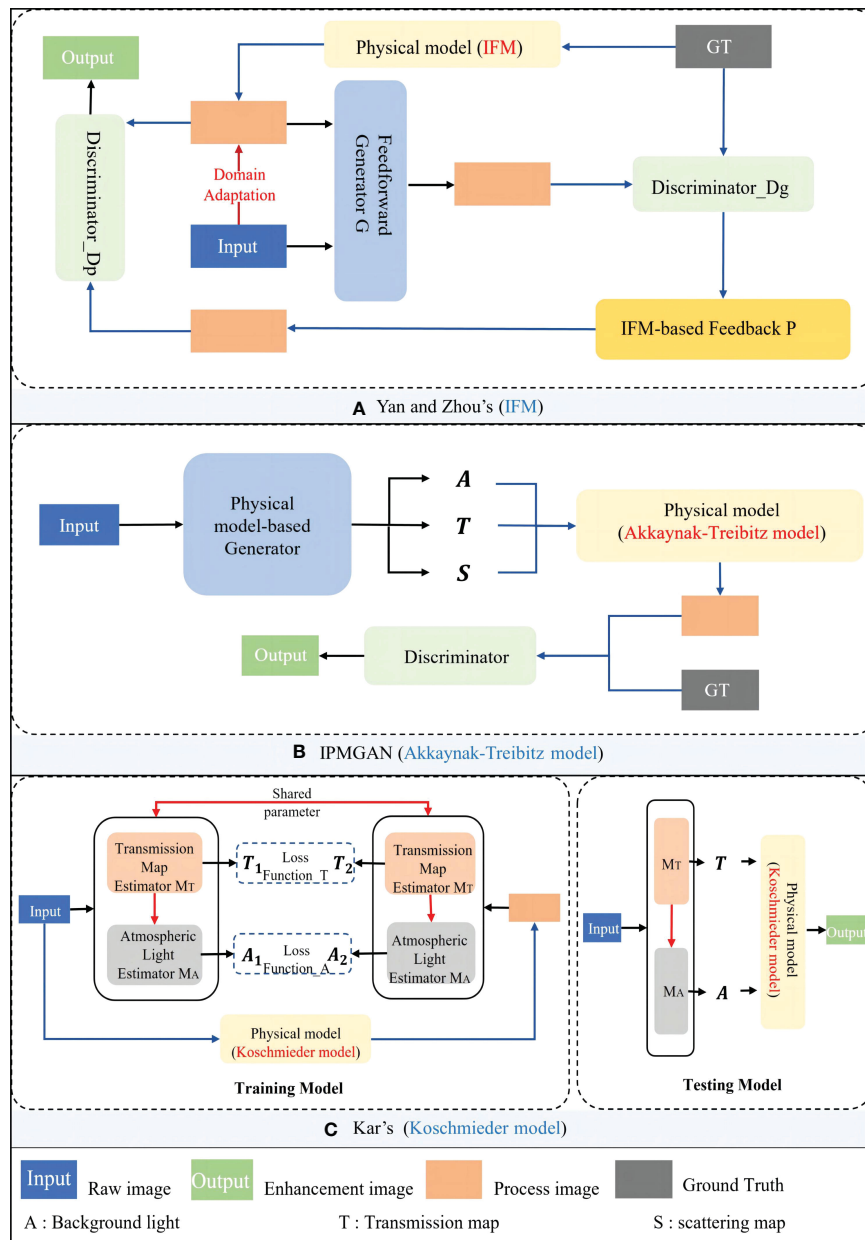 Physical model (IFM)
GT
Output
Discriminator_Dp
Feedforward
Generator G
Domain
Adaptation
Input
Discriminator_Dg
IFM-based Feedback P
A Yan and Zhou's (IFM)
Input
Physical
model-based
Generator
A
T
S
Physical model
(Akkaynak-Treibitz model)
Output
Discriminator
GT
B IPMGAN (Akkaynak-Treibitz model)
Shared
parameter
Input
Transmission
Map
Estimator MT
Atmospheric
Light
Estimator MA
T1 Loss Function_T T2
A1 Loss Function_A A2
Transmission
Map
Estimator MT
Atmospheric
Light
Estimator MA
Physical model
(Koschmieder model)
Training Model
Input
MT
MA
T
A
Physical model
(Koschmieder model)
Output
Testing Model
C Kar's (Koschmieder model)
Input Raw image Output Enhancement image Process image Ground Truth
A : Background light T : Transmission map S : scattering map